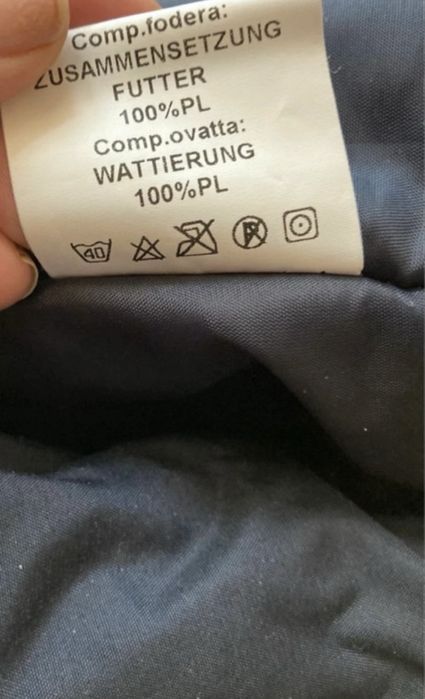 Comp.fodera:
ZUSAMMENSETZUNG
FUTTER
100%PL
Comp.ovatta:
WATTIERUNG
100%PL
40 P